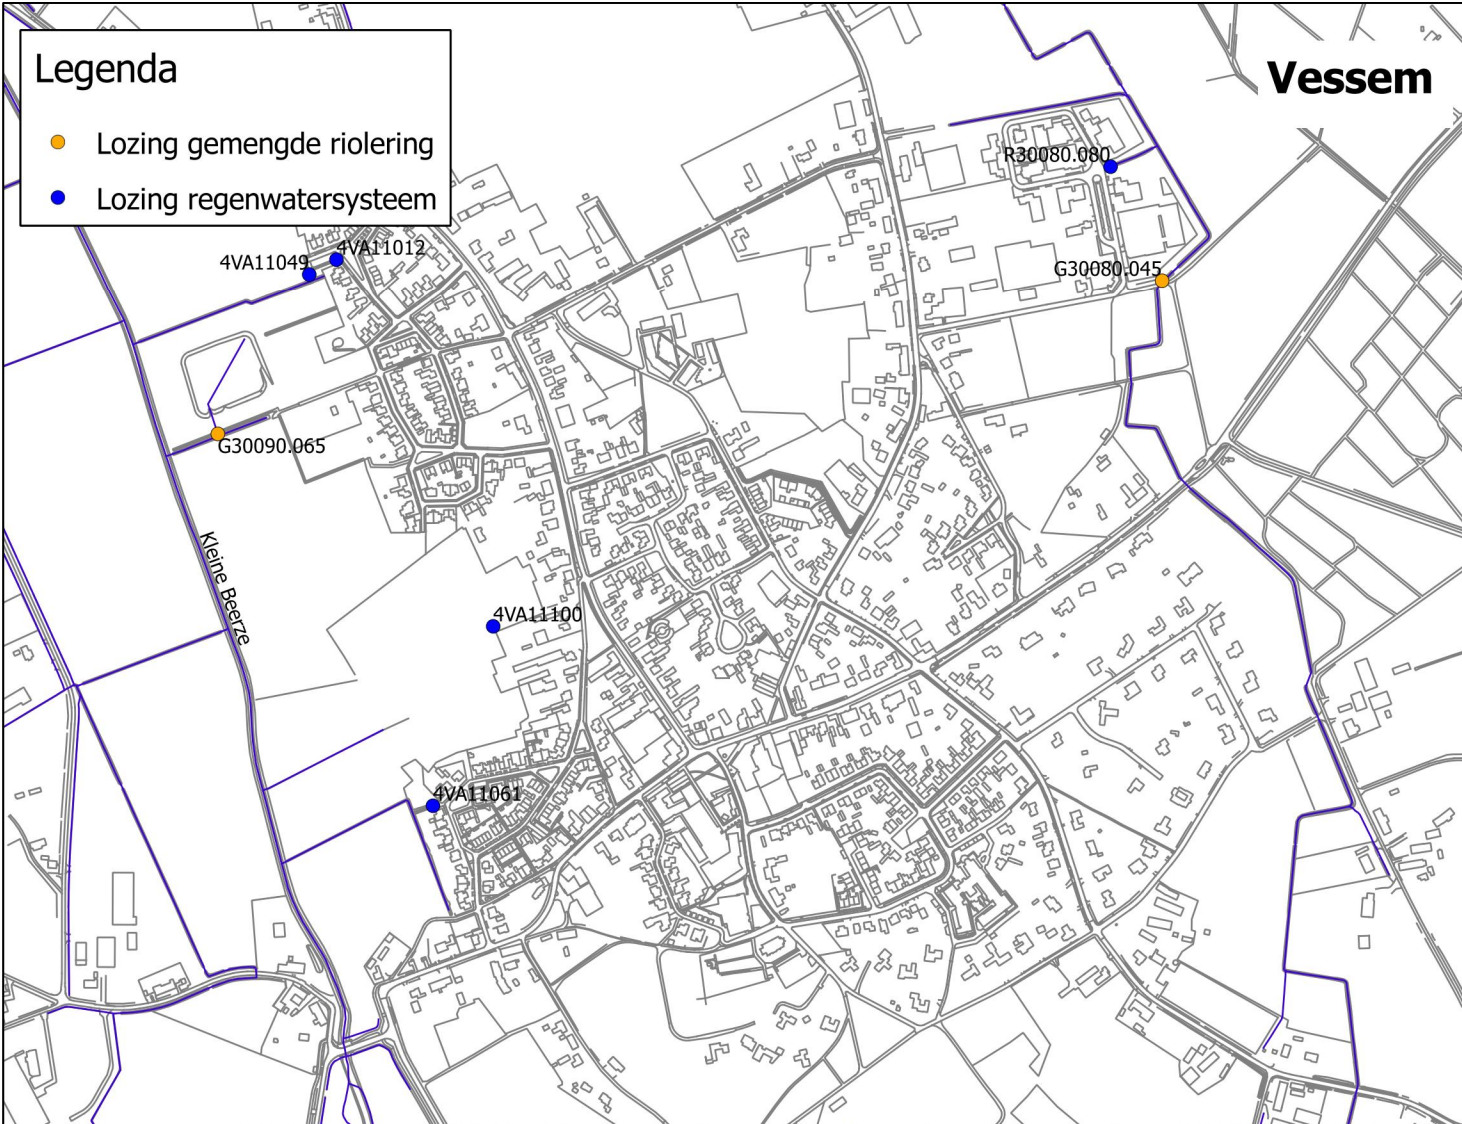 Legenda
Lozing gemengde riolering
Lozing regenwatersysteem
Vessem
R30080.080
4VA11012
4VA11049
G30080.045
G30090.065
Kleine Beerze
4VA11100
4VA11061